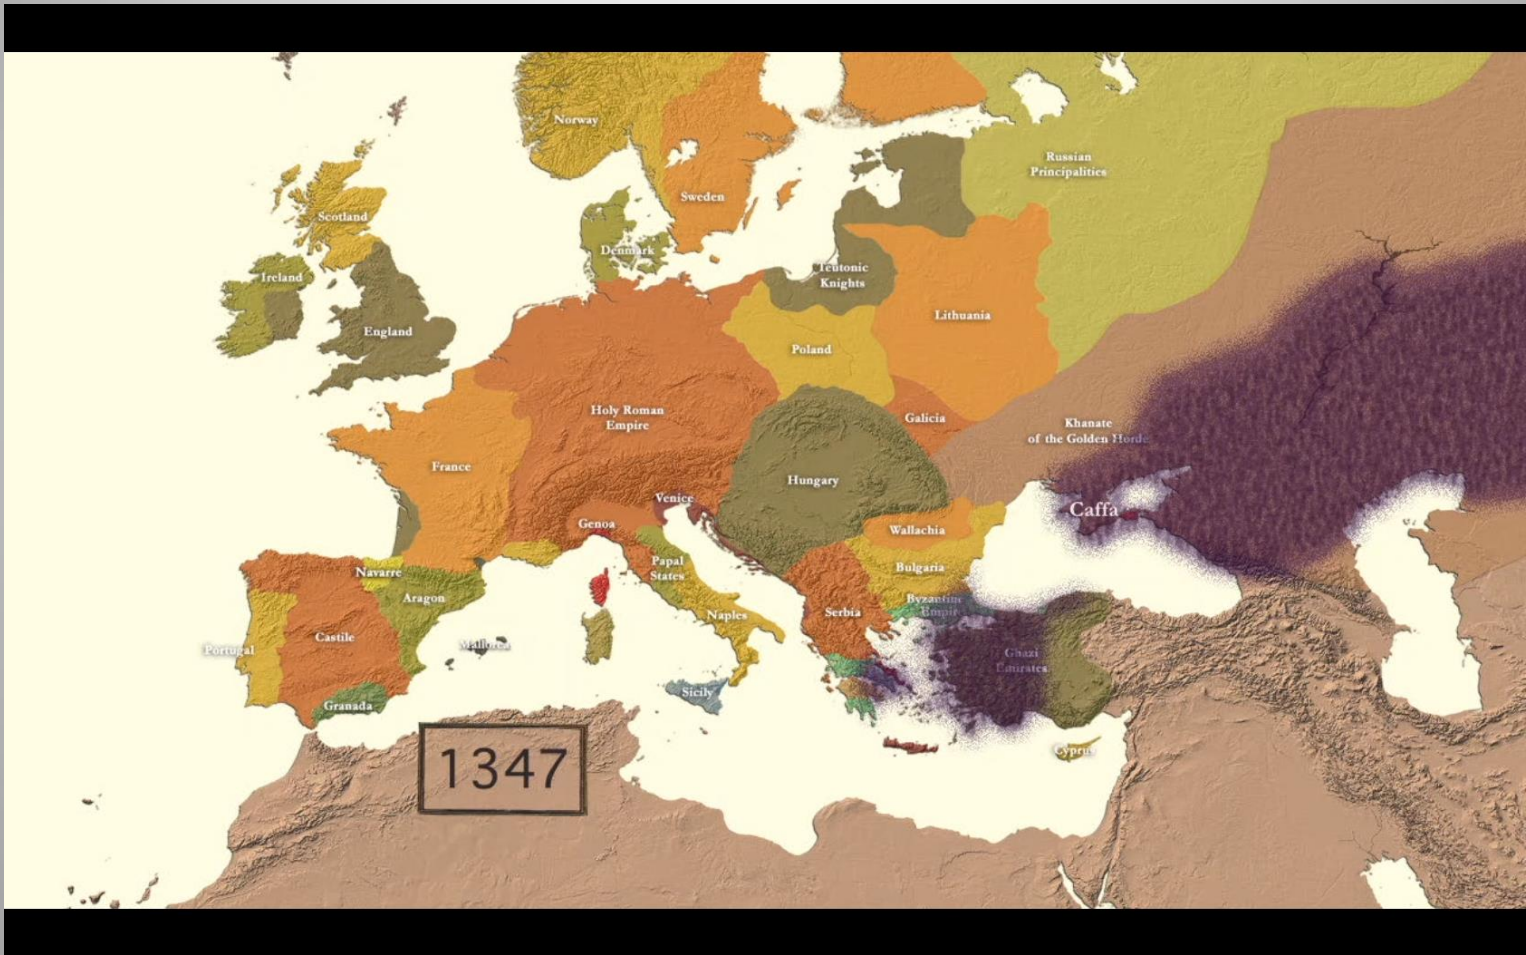 Norway
Russian
Principalities
Sweden
Scotland
Denmark
Ireland
Teutonic
Knights
England
Lithuania
Poland
Holy Roman
Empire
Galicia
Khanate
of the Golden Horde
France
Hungary
Venice
Caffa
Genoa
Wallachia
Papal
States
Bulgaria
Navarre
Aragon
Byzantine
Empire
Serbia
Naples
Castile
Portugal
Mallorca
Ghazi
Emirates
Sicily
Granada
Cyprus
1347